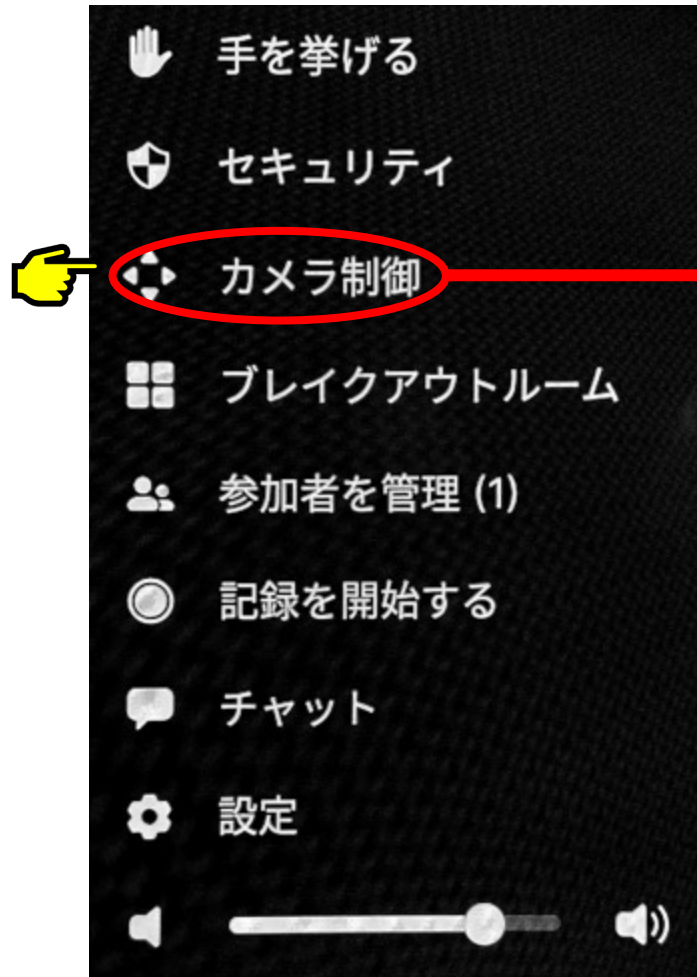 手を挙げる
セキュリティ
カメラ制御
ブレイクアウトルーム
参加者を管理 (1)
記録を開始する
チャット
設定